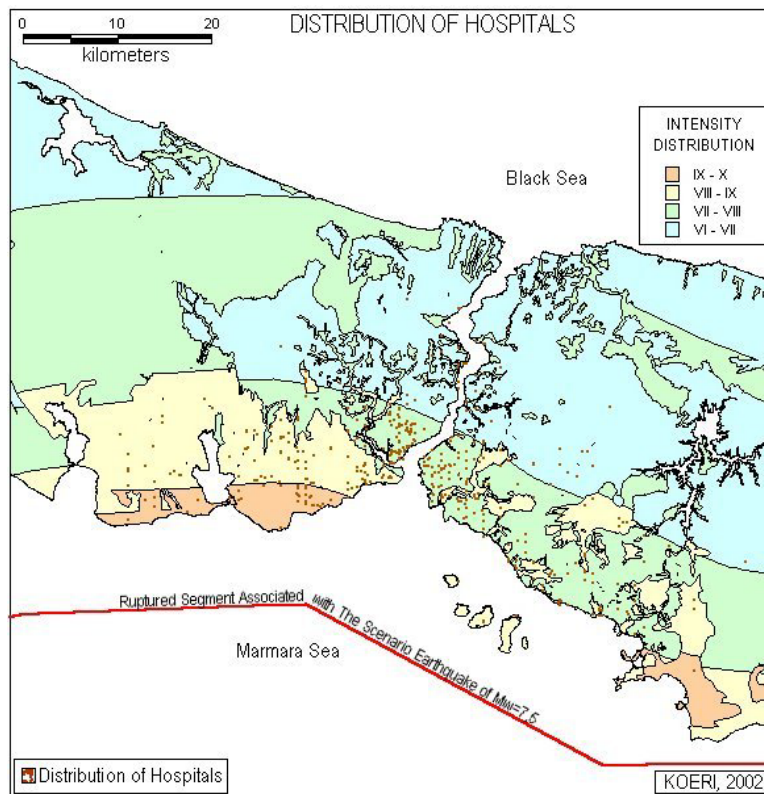 DISTRIBUTION OF HOSPITALS
0 10 20
kilometers
INTENSITY
DISTRIBUTION
IX - X
VIII - IX
VII - VIII
VI - VII
Black Sea
Ruptured Segment Associated with The Scenario Earthquake of Mw=7.5
Marmara Sea
Distribution of Hospitals
KOERI, 2002